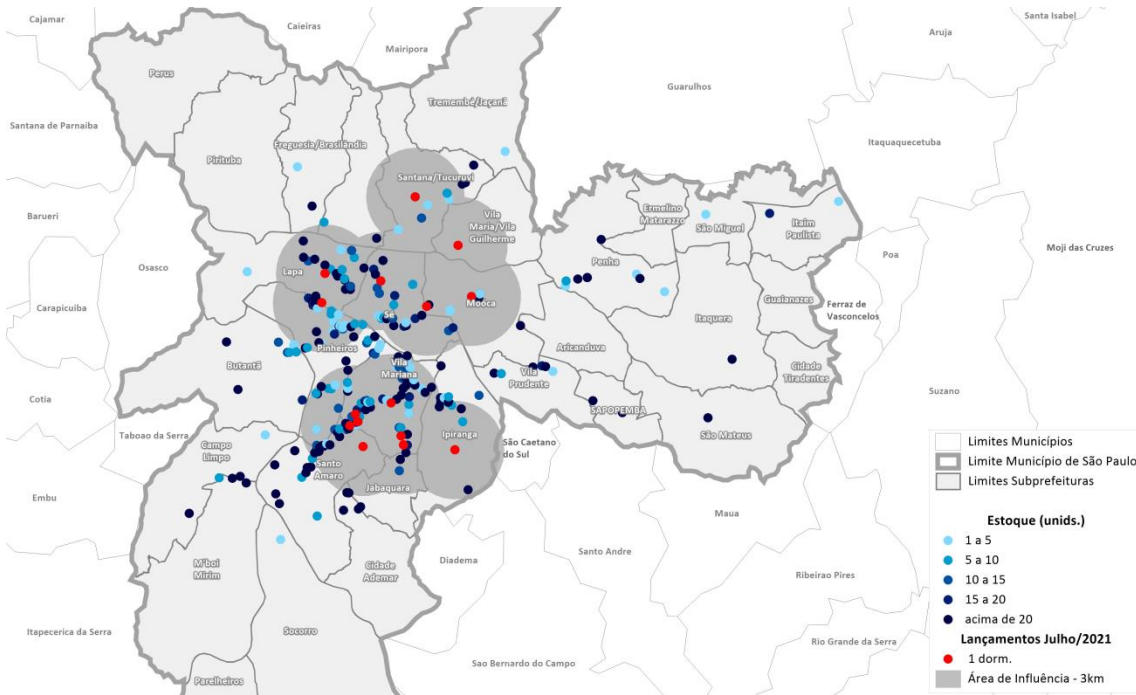 Cajamar
Caieiras
Mairipora
Santa Isabel
Aruja
Perus
Guarulhos
Tremembé/Jaçanã
Santana de Parnaiba
Freguesia/Brasilândia
Itaquaquecetuba
Pirituba
Santana/Tucuruvi
Ermelino
Matarazzo
Barueri
Vila
Maria/Vila
Guilherme
São Miguel
Itaim
Paulista
Moji das Cruzes
Poa
Osasco
Penha
Lapa
Carapicuíba
Mooca
Guaianazes
Ferraz de
Vasconcelos
Sé
Itaquera
Pinheiros
Aricanduva
Butantã
Vila
Mariana
Vila
Prudente
Cidade
Tiradentes
Suzano
Cotia
SAPOPEMBA
Taboao da Serra
Ipiranga
São Caetano
do Sul
São Mateus
Campo
Limpo
Santo
Amaro
Jabaquara
Embu
Maua
Diadema
Santo Andre
M'boi
Mirim
Cidade
Ademar
Ribeirao Pires
Itapecerica da Serra
Socorro
Rio Grande da Serra
Sao Bernardo do Campo
Parelheiros
Limites Municípios
Limite Município de São Paulo
Limites Subprefeituras
Estoque (unids.)
1 a 5
5 a 10
10 a 15
15 a 20
acima de 20
Lançamentos Julho/2021
1 dorm.
Área de Influência - 3km